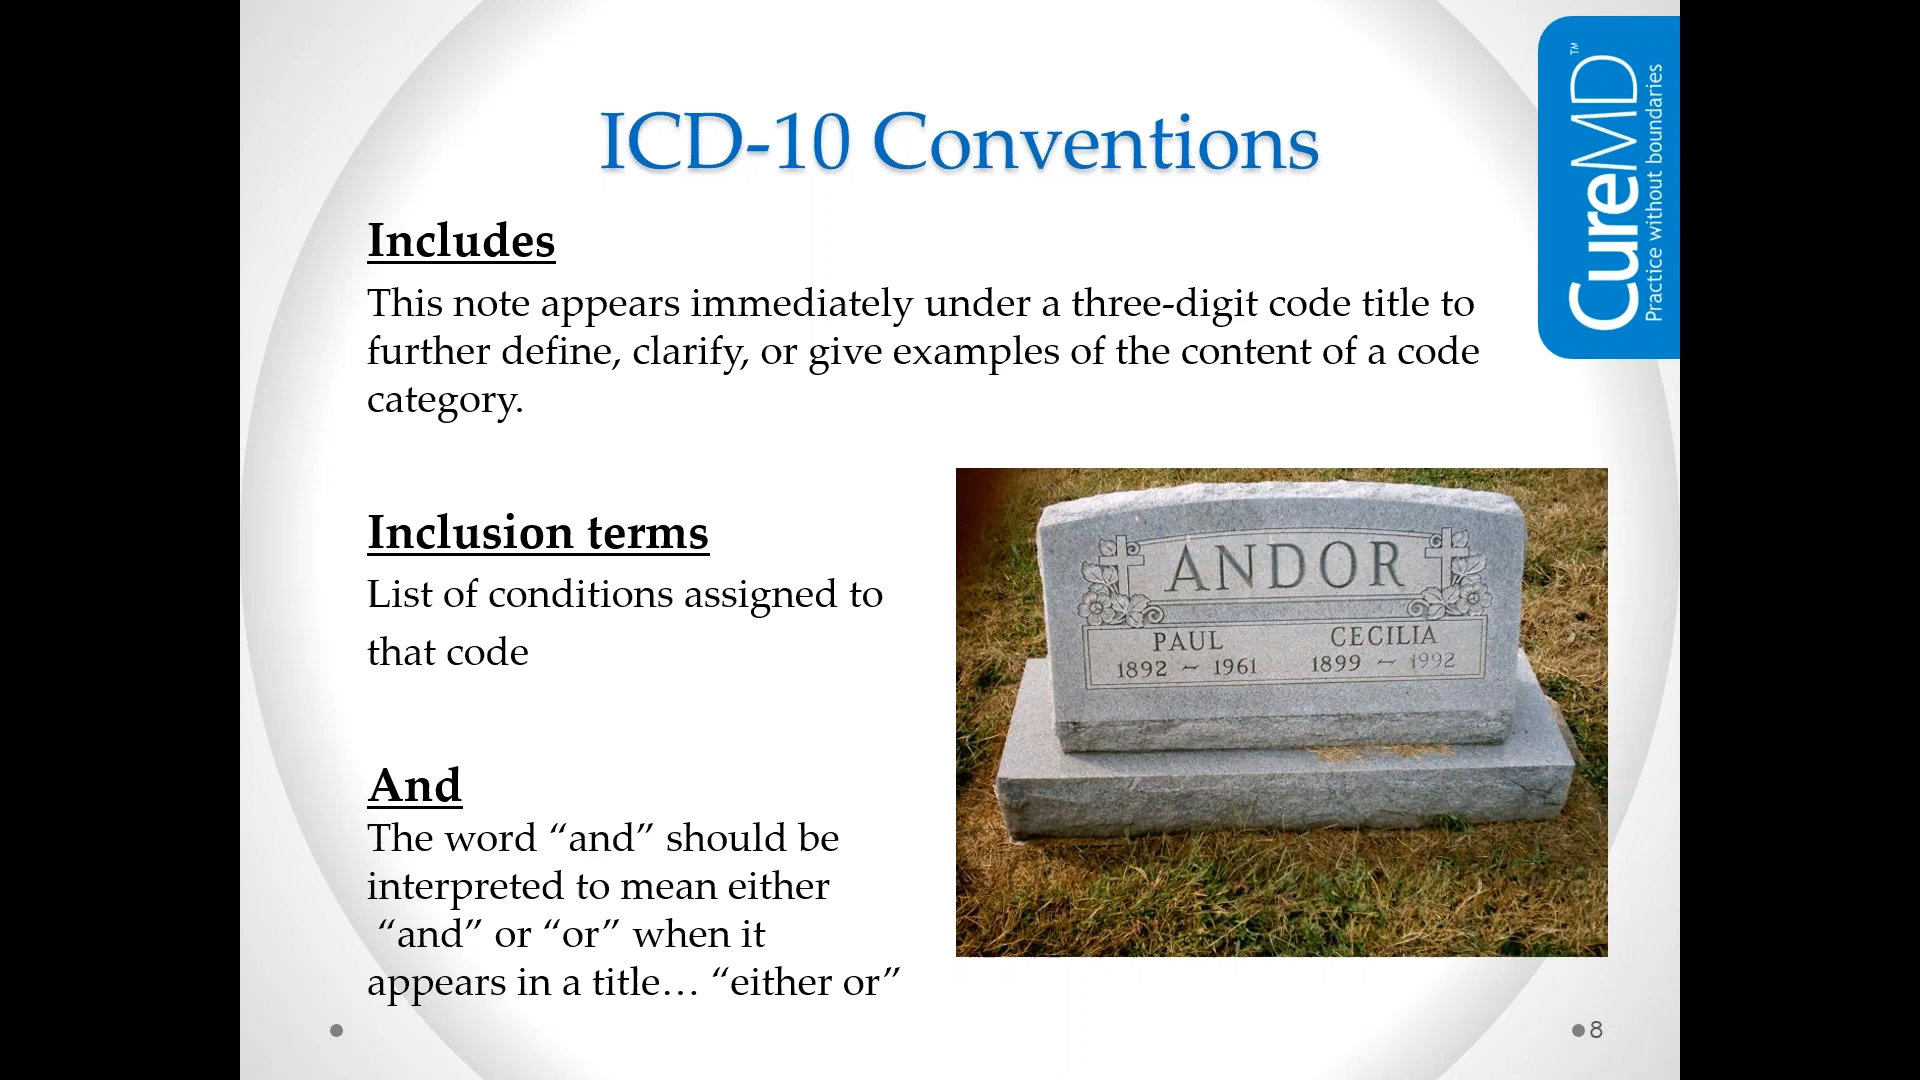 ICD-10 Conventions
CureMD™
Practice without boundaries
Includes
This note appears immediately under a three-digit code title to
further define, clarify, or give examples of the content of a code
category.
Inclusion terms
List of conditions assigned to
that code
ANDOR
PAUL CECILIA
1892 ~ 1961 1899 ~ 1992
And
The word “and” should be
interpreted to mean either
“and” or “or” when it
appears in a title… “either or”
8